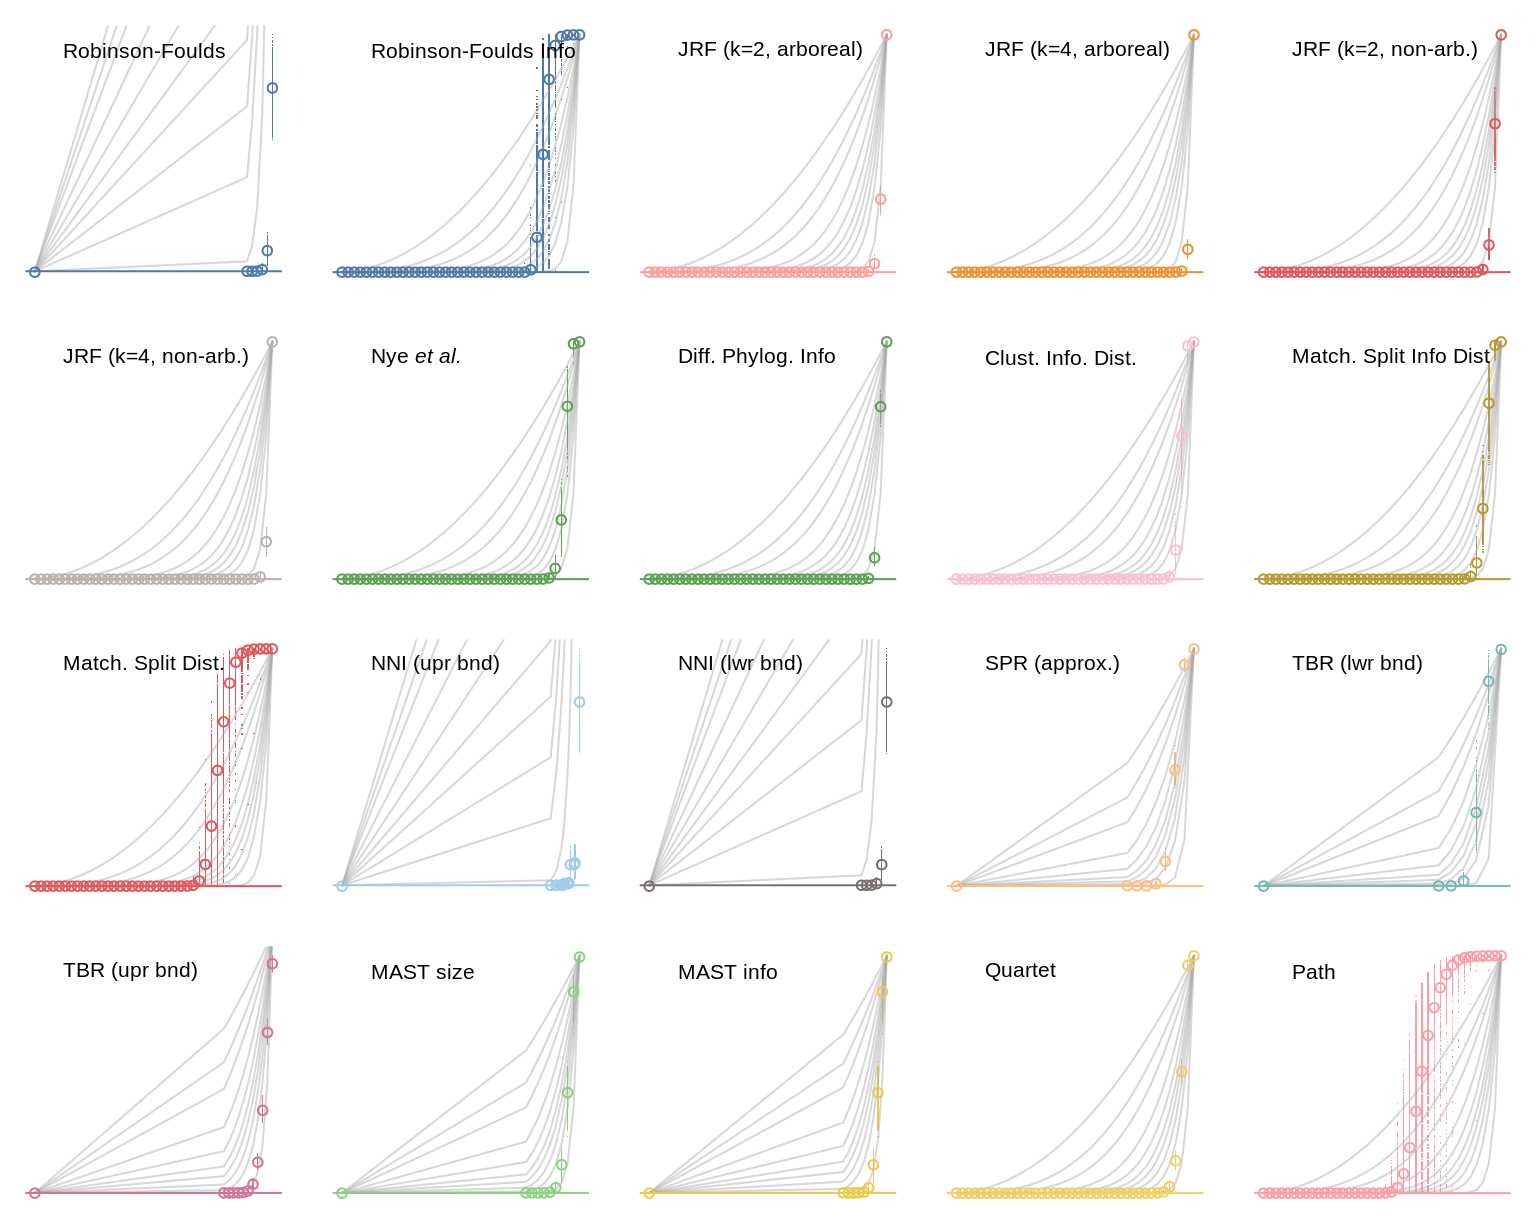 Robinson-Foulds
Robinson-Foulds Info
JRF (k=2, arboreal)
JRF (k=4, arboreal)
JRF (k=2, non-arb.)
JRF (k=4, non-arb.)
Nye et al.
Diff. Phylog. Info
Clust. Info. Dist.
Match. Split Info Dist
Match. Split Dist.
NNI (upr bnd)
NNI (lwr bnd)
SPR (approx.)
TBR (lwr bnd)
TBR (upr bnd)
MAST size
MAST info
Quartet
Path